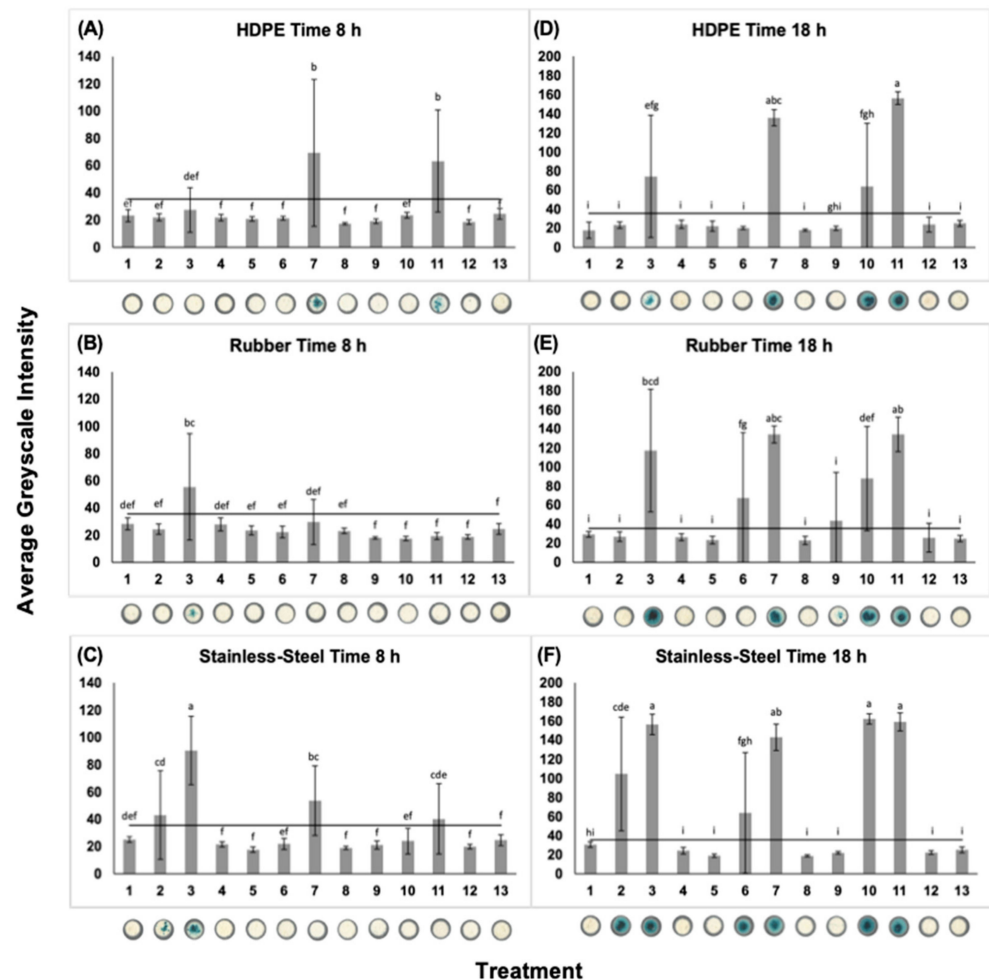 Average Greyscale Intensity
(A)
HDPE Time 8 h
140
120
100
80
60
40
20
0
ef ef def f f f b f f ef b f f
1 2 3 4 5 6 7 8 9 10 11 12 13
(D)
HDPE Time 18 h
200
180
160
140
120
100
80
60
40
20
0
i i efg i i i abc i ghi fgh a i i
1 2 3 4 5 6 7 8 9 10 11 12 13
(B)
Rubber Time 8 h
140
120
100
80
60
40
20
0
def ef bc def ef ef def ef f f f f f
1 2 3 4 5 6 7 8 9 10 11 12 13
(E)
Rubber Time 18 h
200
180
160
140
120
100
80
60
40
20
0
i i bcd i i fg abc i i def ab i i
1 2 3 4 5 6 7 8 9 10 11 12 13
(C)
Stainless-Steel Time 8 h
140
120
100
80
60
40
20
0
def cd a f f ef bc f f ef cde f f
1 2 3 4 5 6 7 8 9 10 11 12 13
(F)
Stainless-Steel Time 18 h
200
180
160
140
120
100
80
60
40
20
0
hi cde a i i fgh ab i i a a i i
1 2 3 4 5 6 7 8 9 10 11 12 13
Treatment